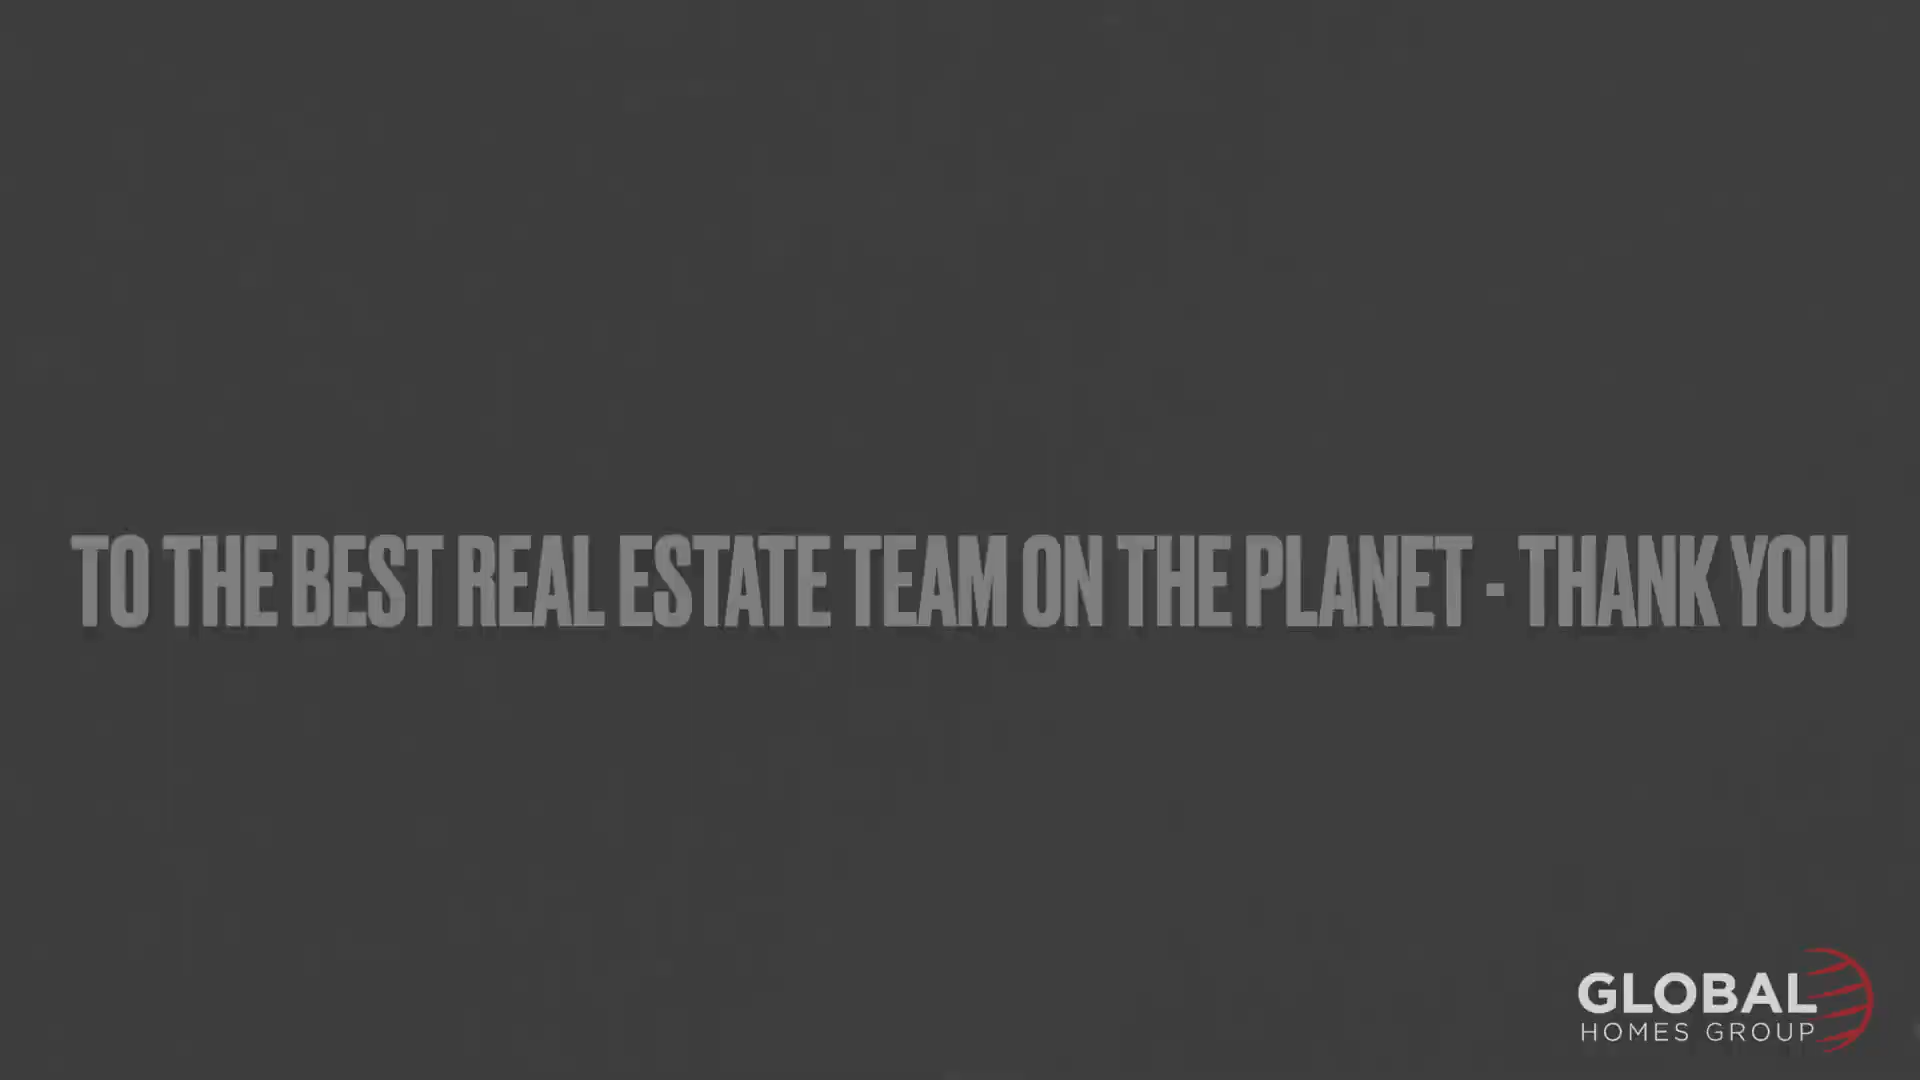 TO THE BEST REAL ESTATE TEAM ON THE PLANET - THANK YOU
GLOBAL
HOMES GROUP